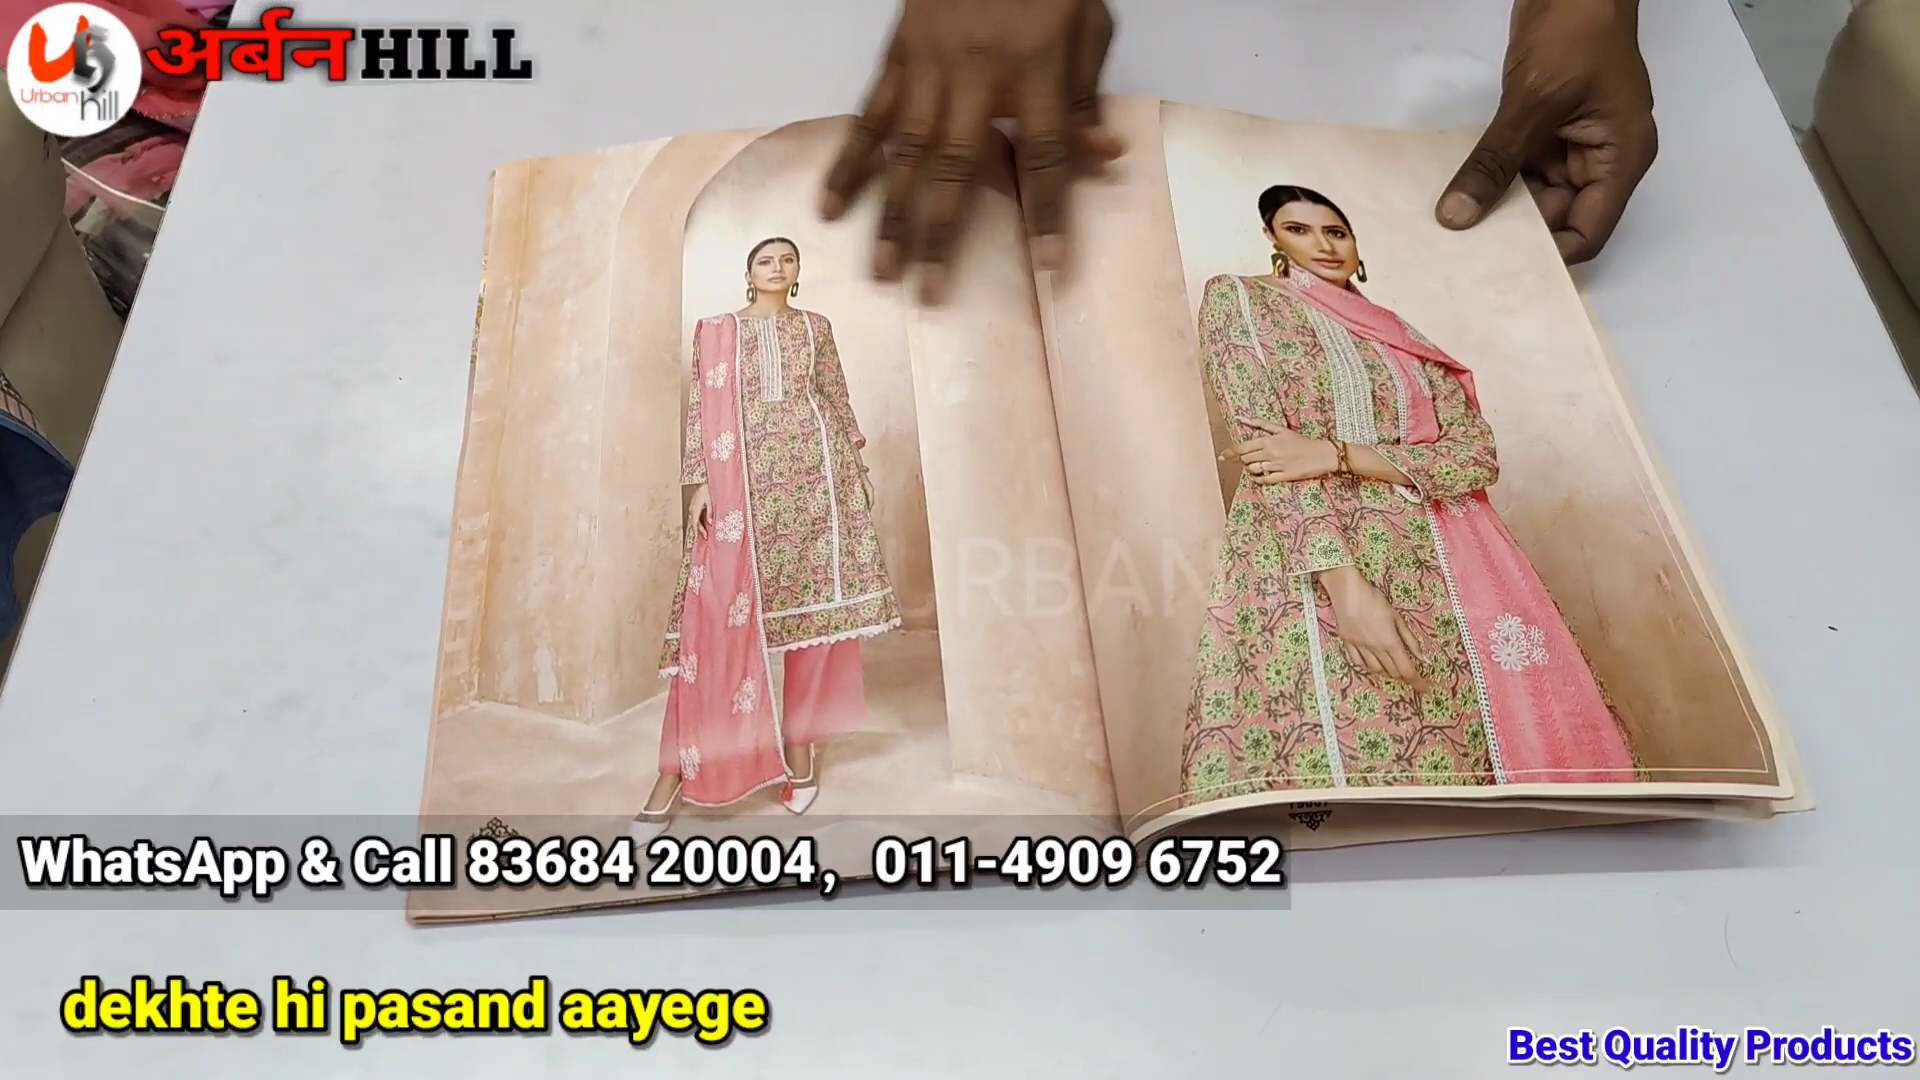 Urban hill
अर्बन HILL
URBAN
WhatsApp & Call 83684 20004, 011-4909 6752
dekhte hi pasand aayege
Best Quality Products